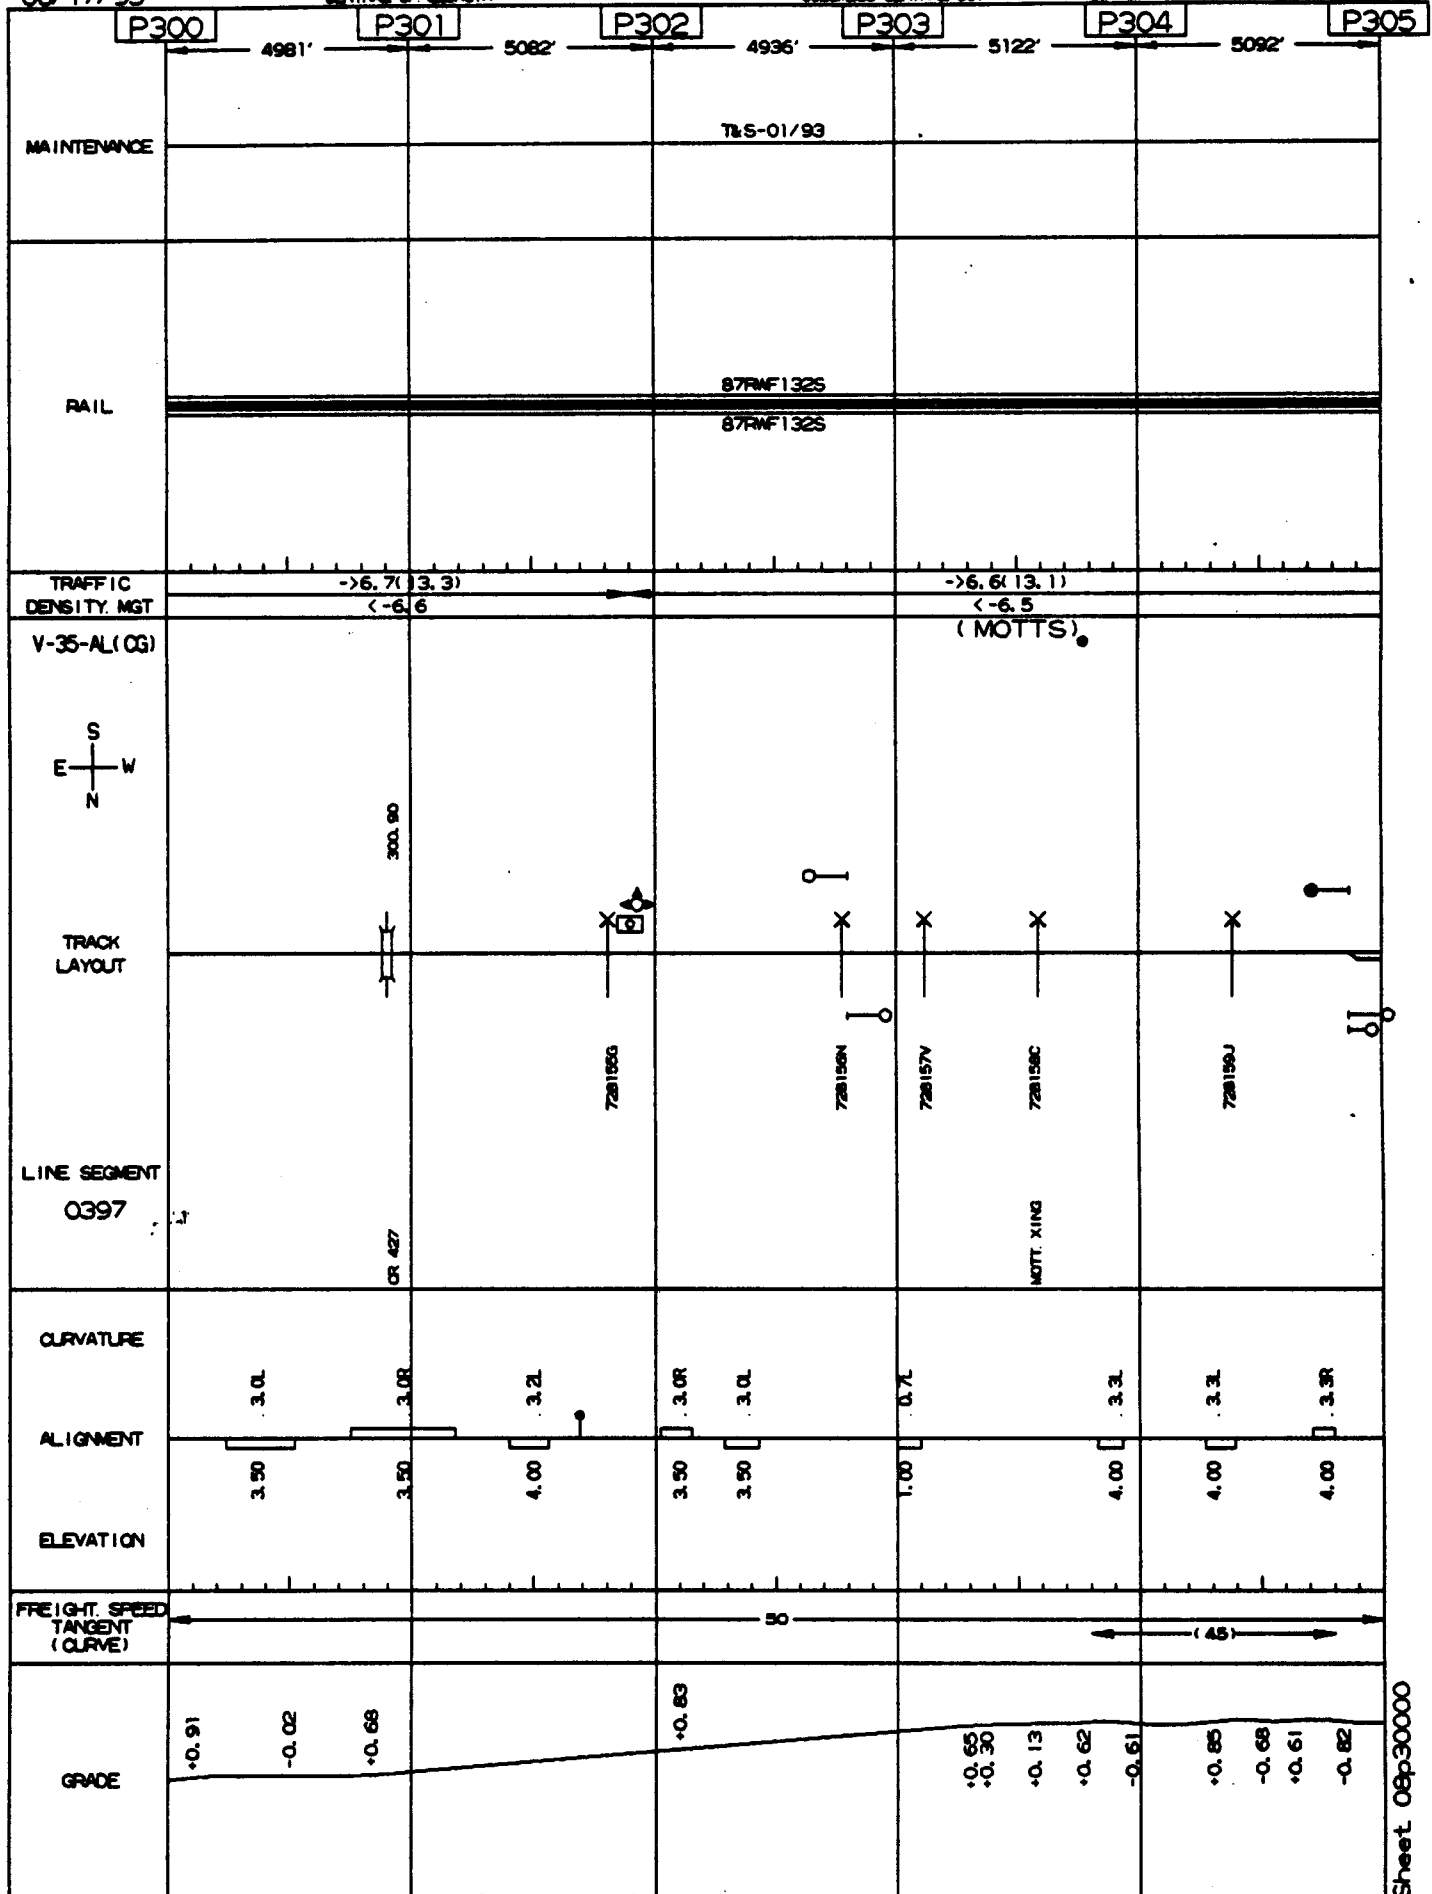 P300 P301 P302 P303 P304 P305
4981' 5082' 4936' 5122' 5092'
MAINTENANCE
T&S-01/93
RAIL
87RWF132S
87RWF132S
TRAFFIC
DENSITY. MGT
->6.7(13.3) ->6.6(13.1)
<-6.6 <-6.5
V-35-AL(CG)
(MOTTS)
S
E W
N
300.90
TRACK
LAYOUT
728155G 728156N 728157V 728158C 728159J
LINE SEGMENT
0397
CR 427
MOTT. XING
CURVATURE
3.0L 3.0R 3.2L 3.0R 3.0L 0.7L 3.3L 3.3L 3.3R
ALIGNMENT
3.50 3.50 4.00 3.50 3.50 1.00 4.00 4.00 4.00
ELEVATION
FREIGHT. SPEED
TANGENT
(CURVE)
50
(45)
GRADE
+0.91 -0.02 +0.68 +0.83 +0.65 +0.30 +0.13 +0.62 -0.61 +0.85 -0.68 +0.61 -0.82
Sheet 08p30000